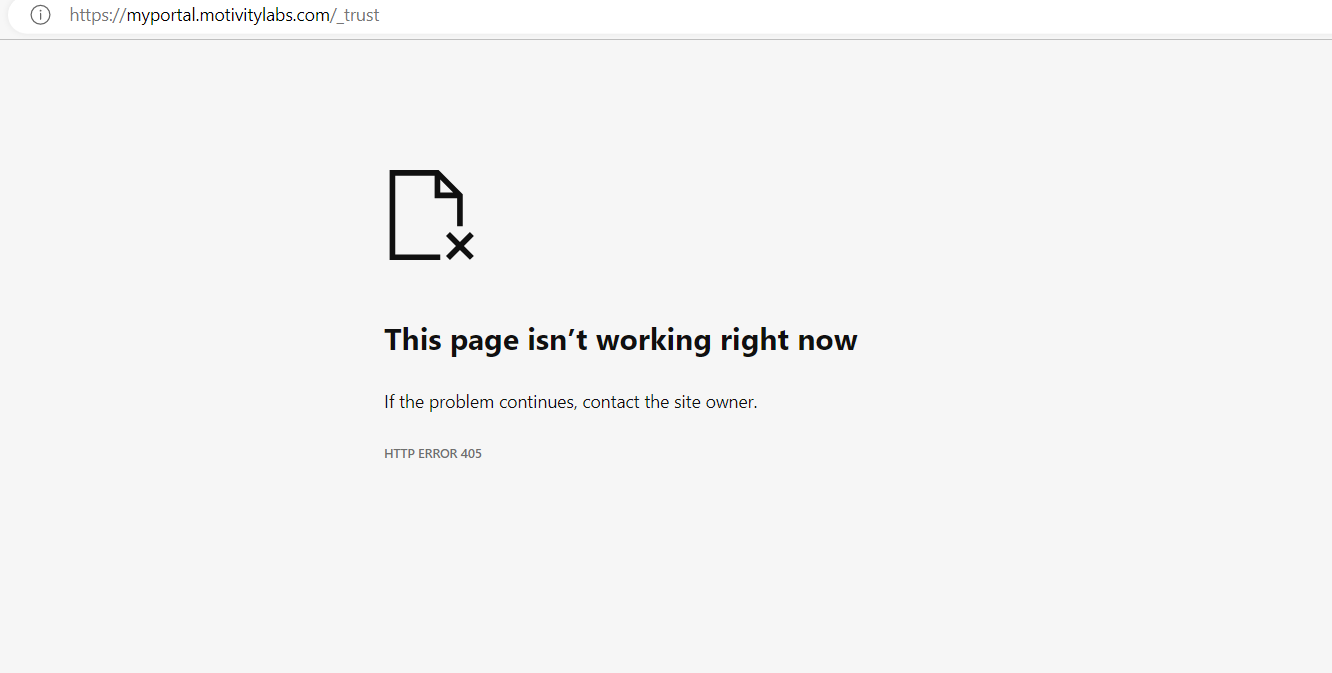 https://myportal.motivitylabs.com/_trust
This page isn’t working right now
If the problem continues, contact the site owner.
HTTP ERROR 405